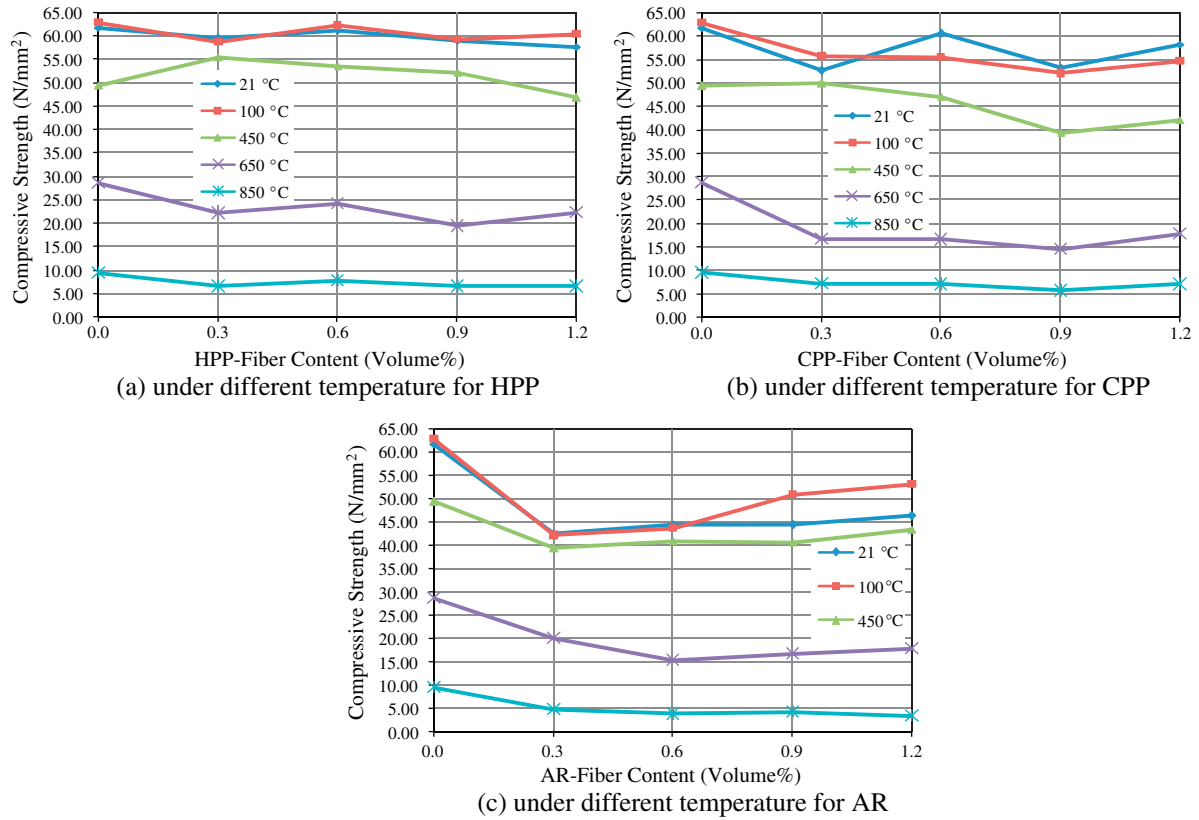 Compressive Strength (N/mm²)
65.00
60.00
55.00
50.00
45.00
40.00
35.00
30.00
25.00
20.00
15.00
10.00
5.00
0.00
21 °C
100 °C
450 °C
650 °C
850 °C
0.0 0.3 0.6 0.9 1.2
HPP-Fiber Content (Volume%)
(a) under different temperature for HPP
Compressive Strength (N/mm²)
65.00
60.00
55.00
50.00
45.00
40.00
35.00
30.00
25.00
20.00
15.00
10.00
5.00
0.00
21 °C
100 °C
450 °C
650 °C
850 °C
0.0 0.3 0.6 0.9 1.2
CPP-Fiber Content (Volume%)
(b) under different temperature for CPP
Compressive Strength (N/mm²)
65.00
60.00
55.00
50.00
45.00
40.00
35.00
30.00
25.00
20.00
15.00
10.00
5.00
0.00
21 °C
100°C
450°C
0.0 0.3 0.6 0.9 1.2
AR-Fiber Content (Volume%)
(c) under different temperature for AR